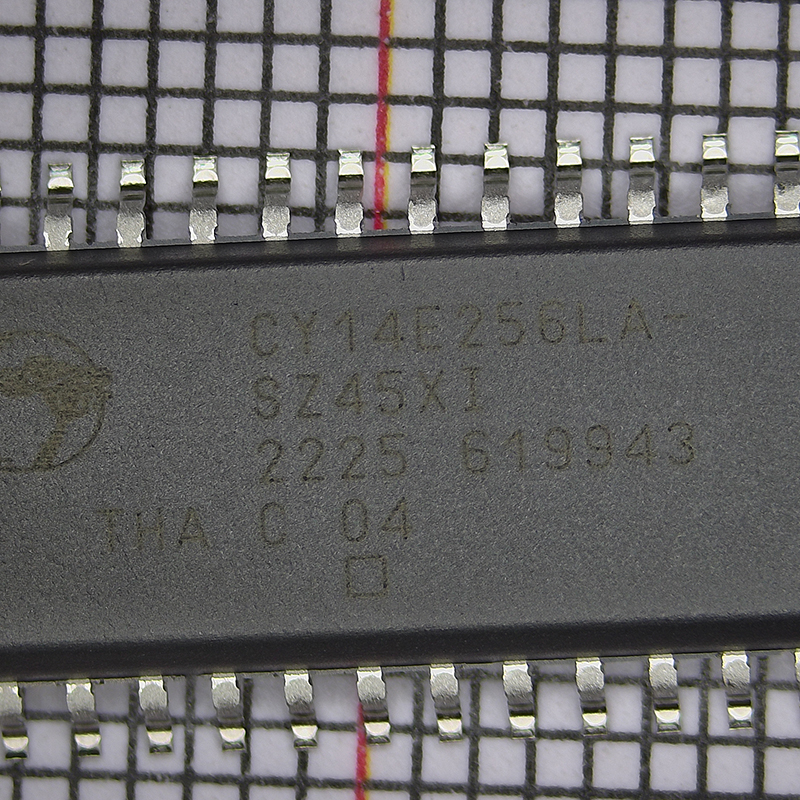 CY14E256LA-
SZ45XI
2225 619943
THA C 04